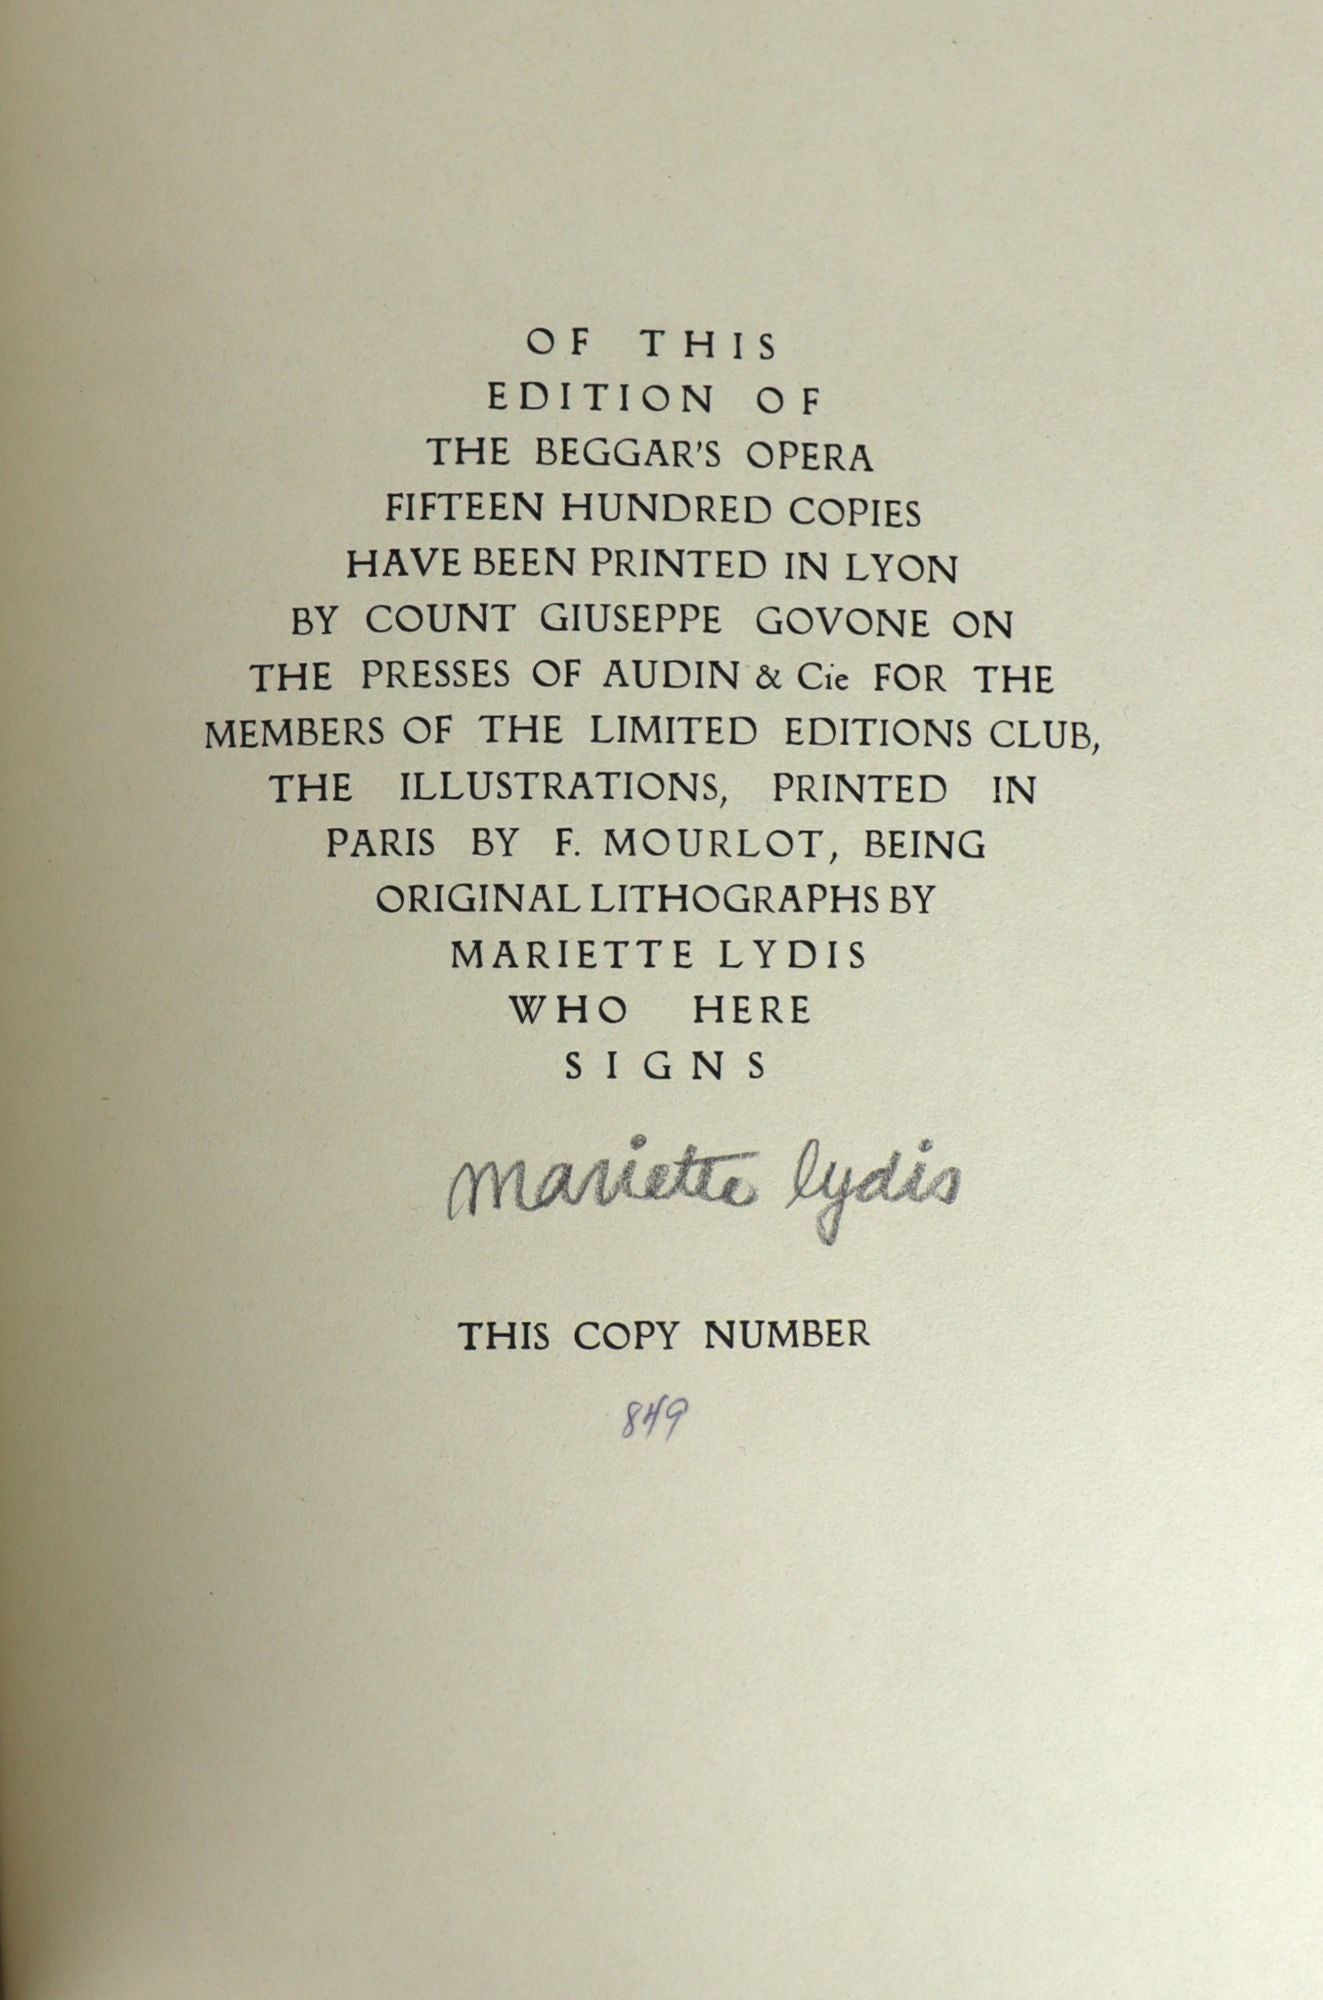 OF THIS
EDITION OF
THE BEGGAR'S OPERA
FIFTEEN HUNDRED COPIES
HAVE BEEN PRINTED IN LYON
BY COUNT GIUSEPPE GOVONE ON
THE PRESSES OF AUDIN & Cie FOR THE
MEMBERS OF THE LIMITED EDITIONS CLUB,
THE ILLUSTRATIONS, PRINTED IN
PARIS BY F. MOURLOT, BEING
ORIGINAL LITHOGRAPHS BY
MARIETTE LYDIS
WHO HERE
SIGNS
mariette lydis
THIS COPY NUMBER
849